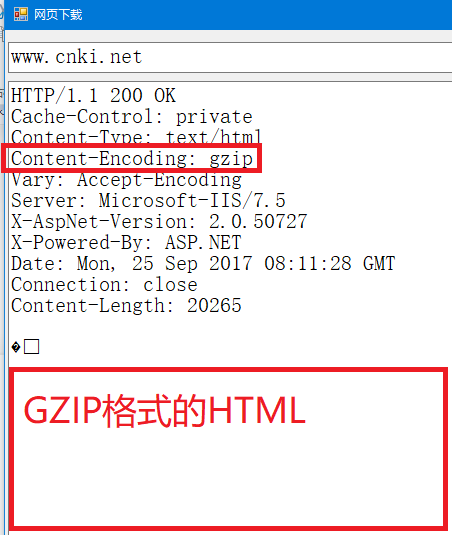 网页下载
www.cnki.net
HTTP/1.1 200 OK
Cache-Control: private
Content-Type: text/html
Content-Encoding: gzip
Vary: Accept-Encoding
Server: Microsoft-IIS/7.5
X-AspNet-Version: 2.0.50727
X-Powered-By: ASP.NET
Date: Mon, 25 Sep 2017 08:11:28 GMT
Connection: close
Content-Length: 20265
�□
GZIP格式的HTML